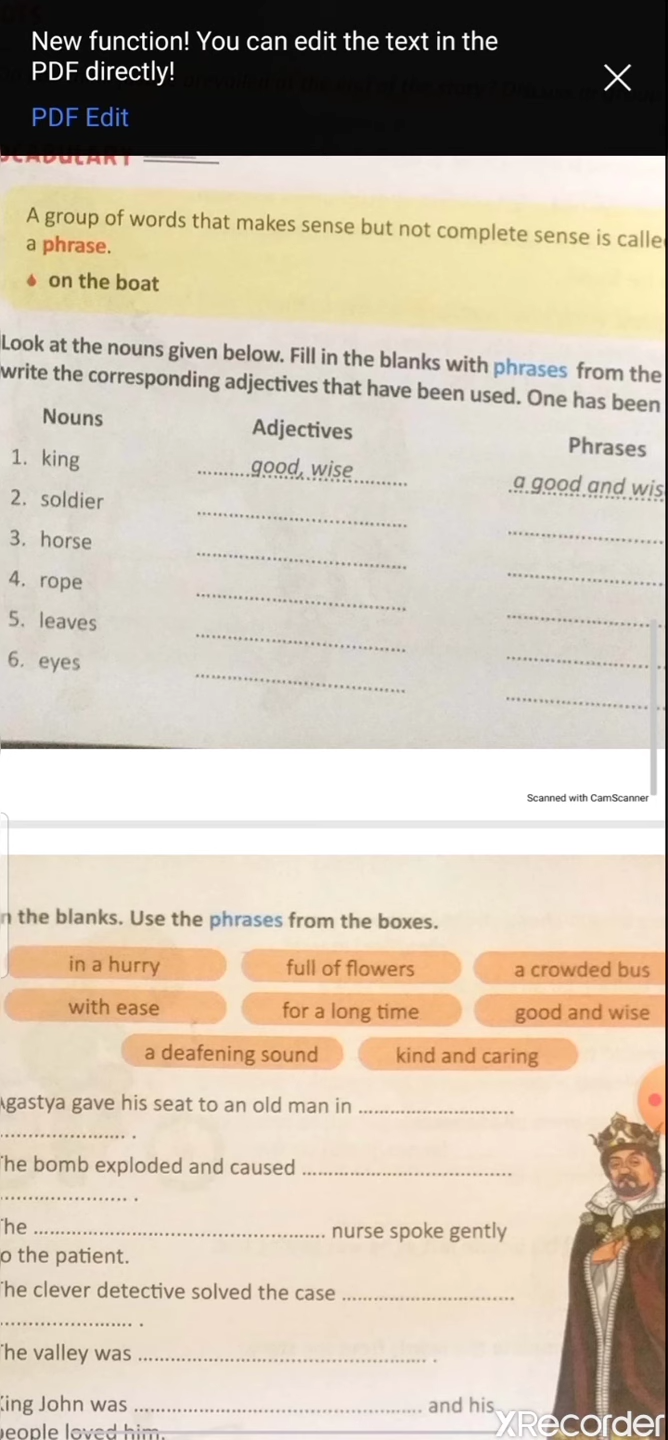 New function! You can edit the text in the
PDF directly!
PDF Edit
A group of words that makes sense but not complete sense is calle
a phrase.
on the boat
Look at the nouns given below. Fill in the blanks with phrases from the
write the corresponding adjectives that have been used. One has been
Nouns Adjectives Phrases
1. king good, wise a good and wis
2. soldier
3. horse
4. rope
5. leaves
6. eyes
Scanned with CamScanner
n the blanks. Use the phrases from the boxes.
in a hurry full of flowers a crowded bus
with ease for a long time good and wise
a deafening sound kind and caring
Agastya gave his seat to an old man in
The bomb exploded and caused
The nurse spoke gently
o the patient.
The clever detective solved the case
The valley was
King John was and his
people loved him.
XRecorder